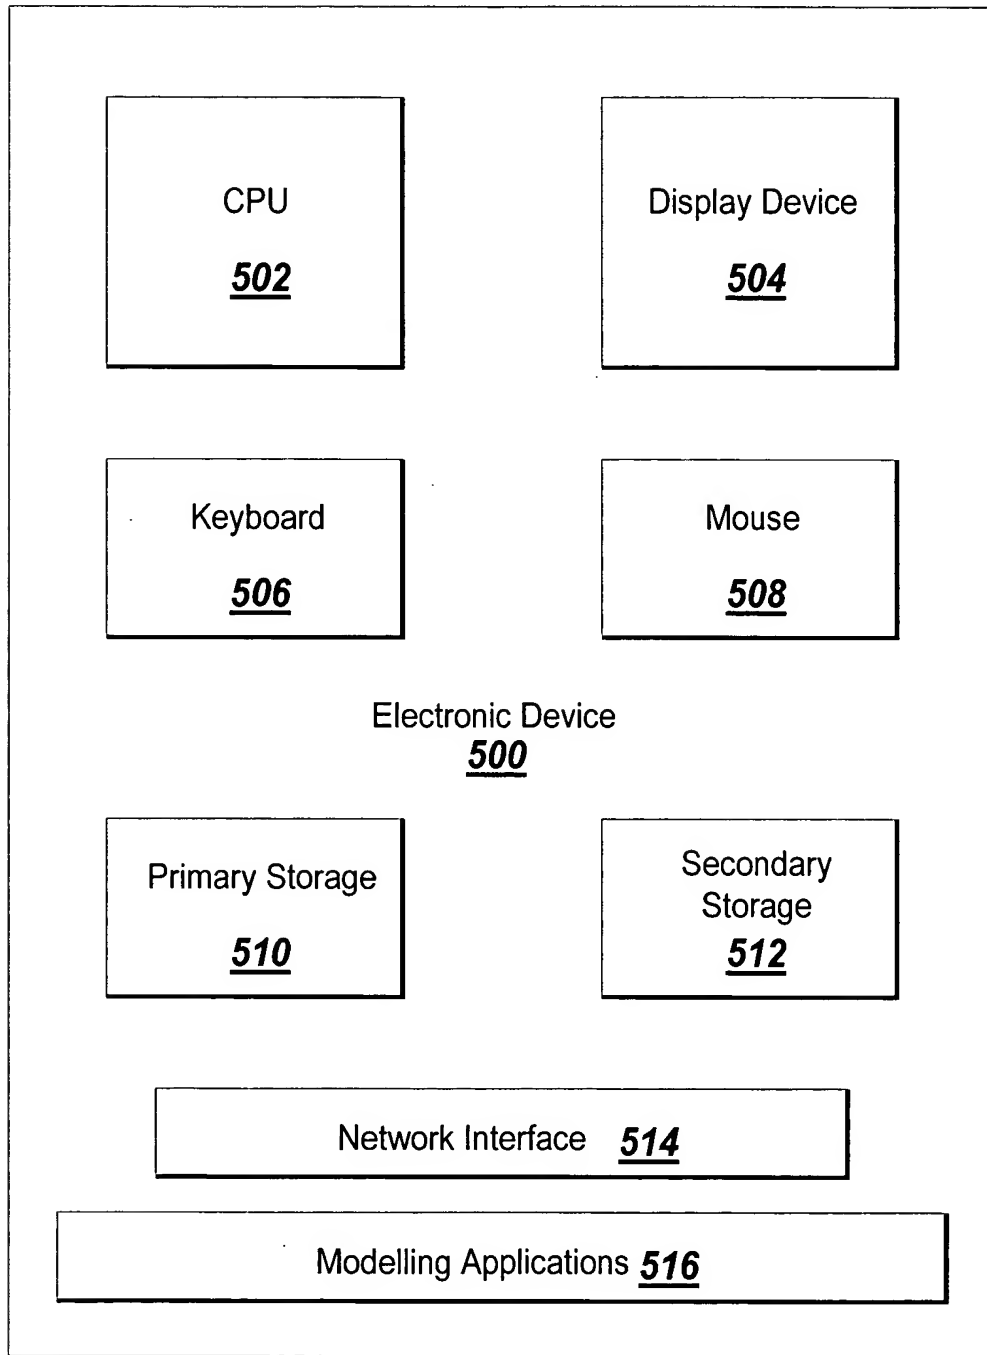 CPU
502
Display Device
504
Keyboard
506
Mouse
508
Electronic Device
500
Primary Storage
510
Secondary
Storage
512
Network Interface 514
Modelling Applications 516